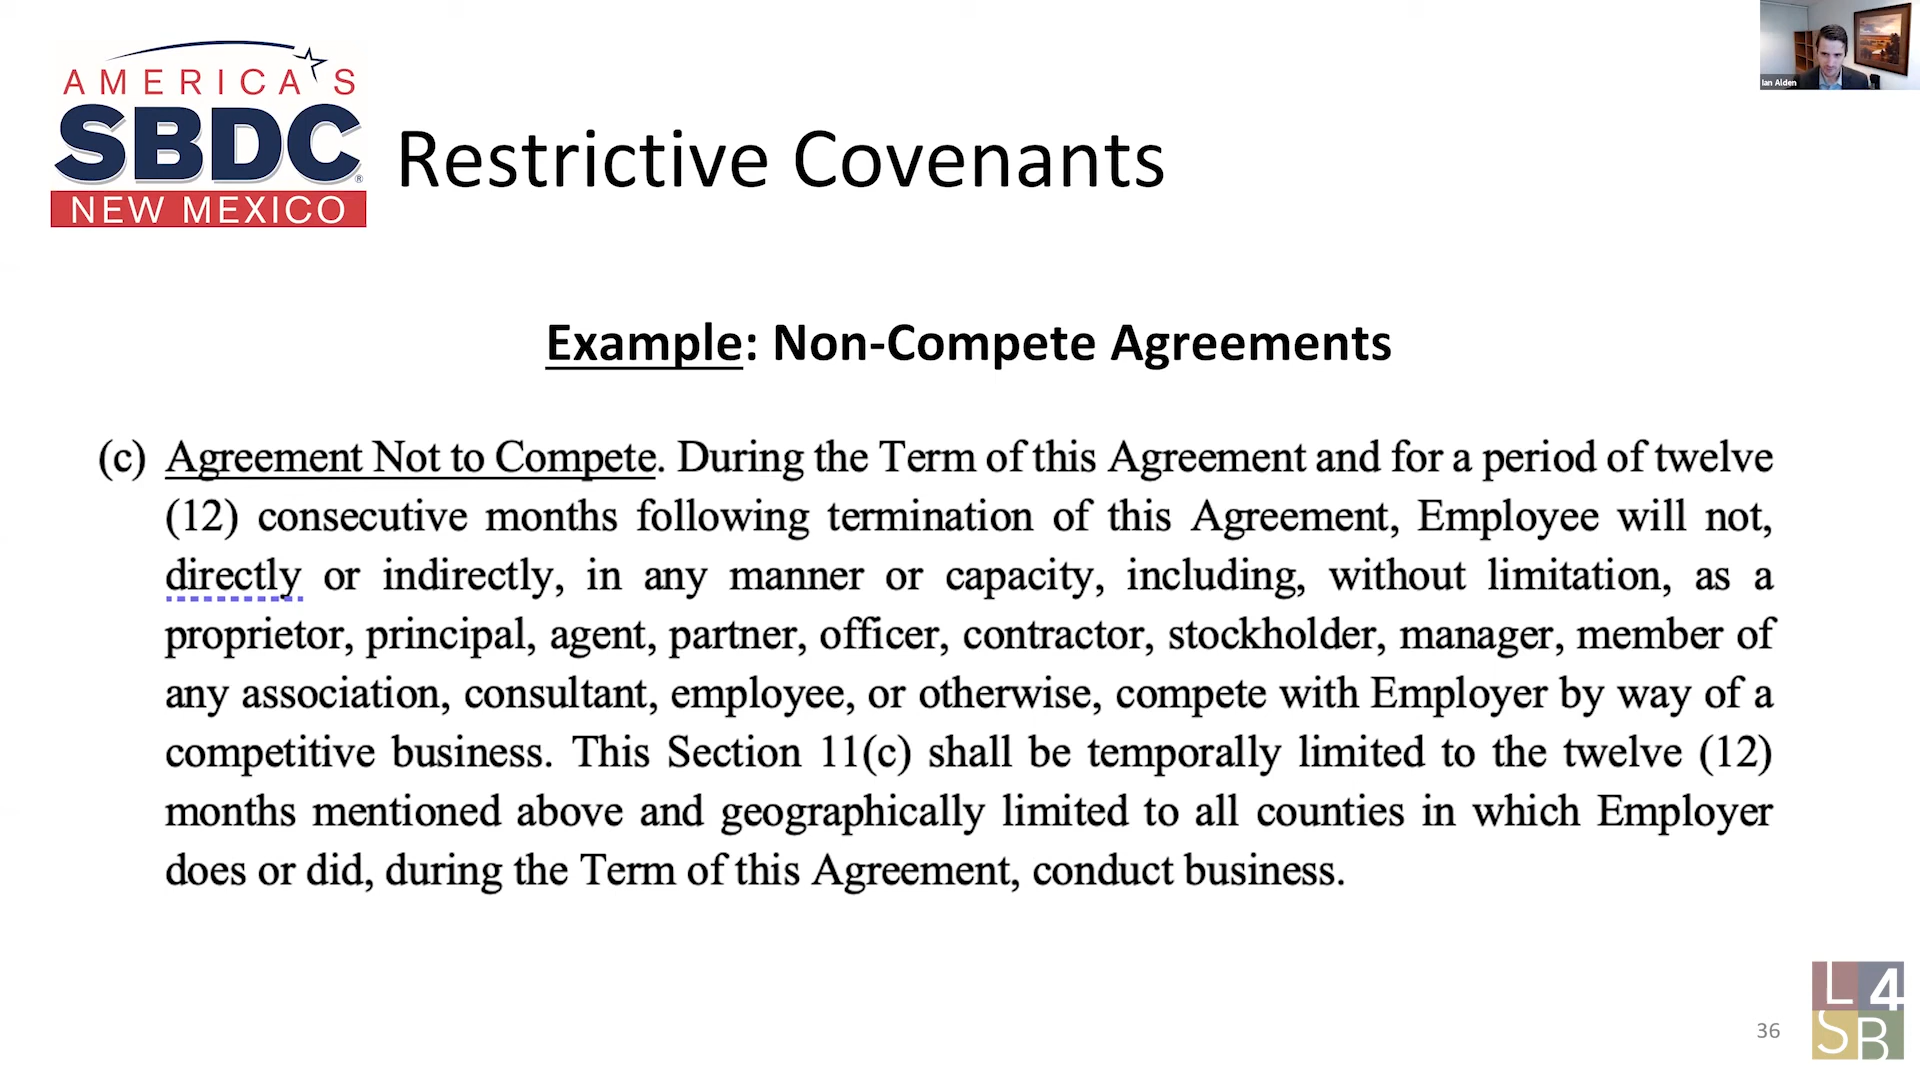 AMERICA'S
SBDC®
NEW MEXICO
Restrictive Covenants
Ian Alden
Example: Non-Compete Agreements
(c) Agreement Not to Compete. During the Term of this Agreement and for a period of twelve
(12) consecutive months following termination of this Agreement, Employee will not,
directly or indirectly, in any manner or capacity, including, without limitation, as a
proprietor, principal, agent, partner, officer, contractor, stockholder, manager, member of
any association, consultant, employee, or otherwise, compete with Employer by way of a
competitive business. This Section 11(c) shall be temporally limited to the twelve (12)
months mentioned above and geographically limited to all counties in which Employer
does or did, during the Term of this Agreement, conduct business.
36
L4
SB